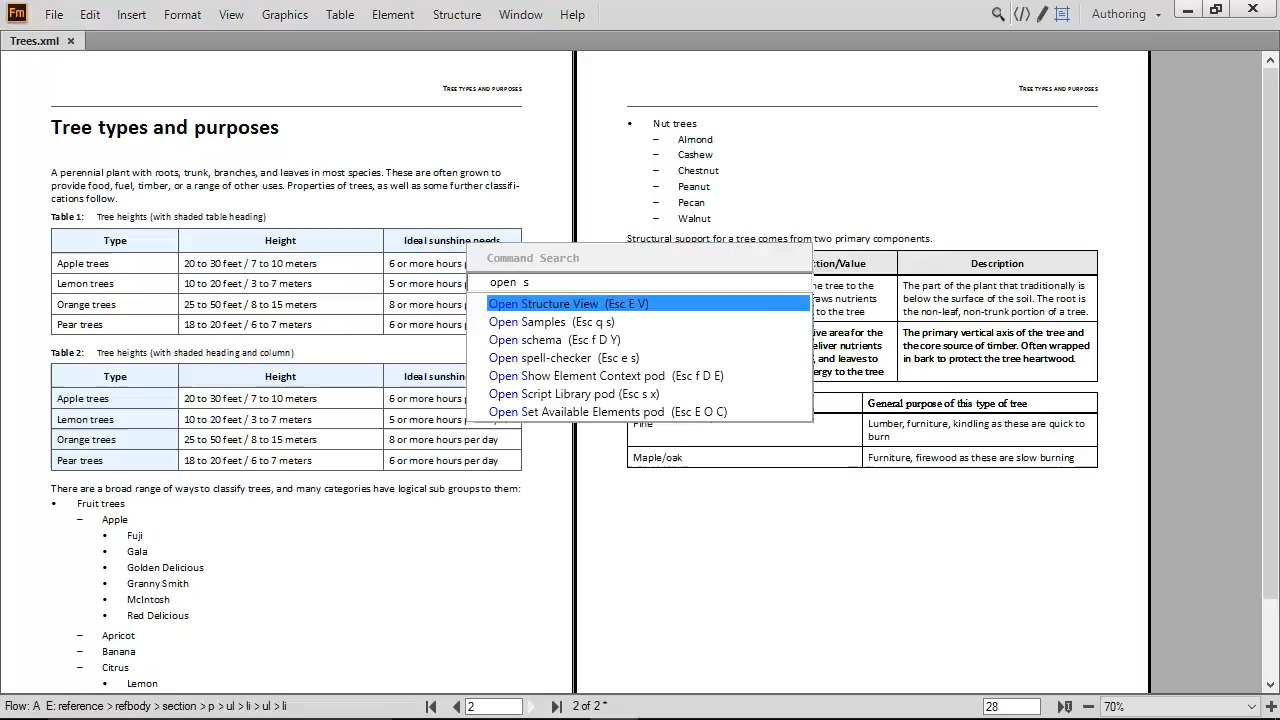 Fm File Edit Insert Format View Graphics Table Element Structure Window Help Authoring
Trees.xml
TREE TYPES AND PURPOSES
Tree types and purposes
A perennial plant with roots, trunk, branches, and leaves in most species. These are often grown to
provide food, fuel, timber, or a range of other uses. Properties of trees, as well as some further classifi-
cations follow.
Table 1: Tree heights (with shaded table heading)
Type Height Ideal sunshine needs
Apple trees 20 to 30 feet / 7 to 10 meters 6 or more hours
Lemon trees 10 to 20 feet / 3 to 7 meters 8 or more hours
Orange trees 25 to 50 feet / 8 to 15 meters 8 or more hours
Pear trees 18 to 20 feet / 6 to 7 meters 6 or more hours
Table 2: Tree heights (with shaded heading and column)
Type Height Ideal sunshine
Apple trees 20 to 30 feet / 7 to 10 meters 6 or more hours
Lemon trees 10 to 20 feet / 3 to 7 meters 8 or more hours
Orange trees 25 to 50 feet / 8 to 15 meters 8 or more hours per day
Pear trees 18 to 20 feet / 6 to 7 meters 6 or more hours per day
There are a broad range of ways to classify trees, and many categories have logical sub groups to them:
• Fruit trees
– Apple
• Fuji
• Gala
• Golden Delicious
• Granny Smith
• McIntosh
• Red Delicious
– Apricot
– Banana
– Citrus
• Lemon
Command Search
open s
Open Structure View (Esc E V)
Open Samples (Esc q s)
Open schema (Esc f D Y)
Open spell-checker (Esc e s)
Open Show Element Context pod (Esc f D E)
Open Script Library pod (Esc s x)
Open Set Available Elements pod (Esc E O C)
TREE TYPES AND PURPOSES
• Nut trees
– Almond
– Cashew
– Chestnut
– Peanut
– Pecan
– Walnut
Structural support for a tree comes from two primary components.
ction/Value Description
he tree to the The part of the plant that traditionally is
raws nutrients below the surface of the soil. The root is
to the tree the non-leaf, non-trunk portion of a tree.
ive area for the The primary vertical axis of the tree and
eliver nutrients the core source of timber. Often wrapped
, and leaves to in bark to protect the tree heartwood.
ergy to the tree
General purpose of this type of tree
Pine Lumber, furniture, kindling as these are quick to
burn
Maple/oak Furniture, firewood as these are slow burning
Flow: A E: reference > refbody > section > p > ul > li > ul > li 2 2 of 2 * 28 70%